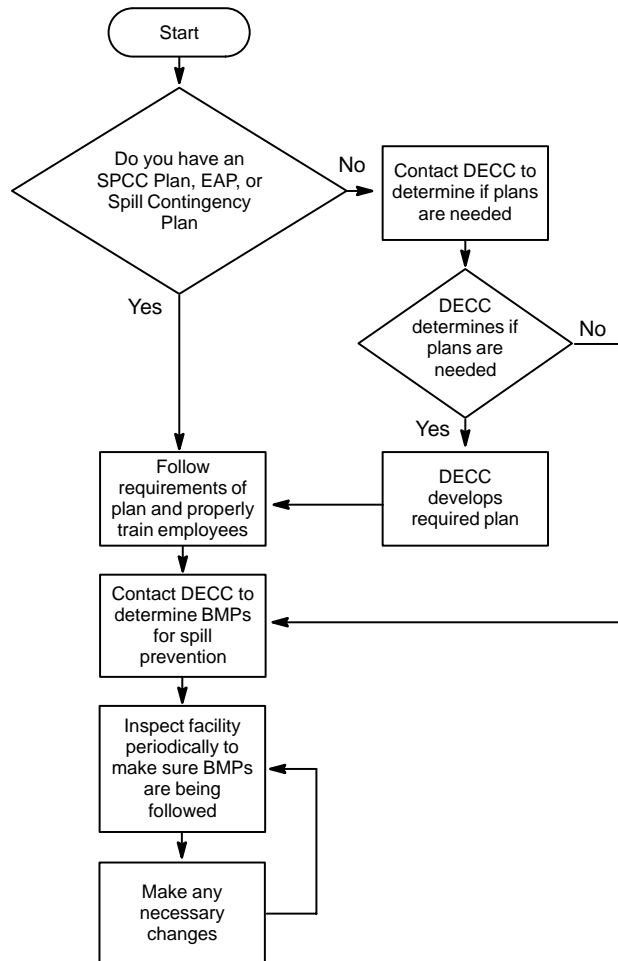 Start
Do you have an
SPCC Plan, EAP, or
Spill Contingency
Plan
No
Contact DECC to
determine if plans
are needed
Yes
DECC
determines if
plans are
needed
No
Yes
Follow
requirements of
plan and properly
train employees
DECC
develops
required plan
Contact DECC to
determine BMPs
for spill
prevention
Inspect facility
periodically to
make sure BMPs
are being
followed
Make any
necessary
changes